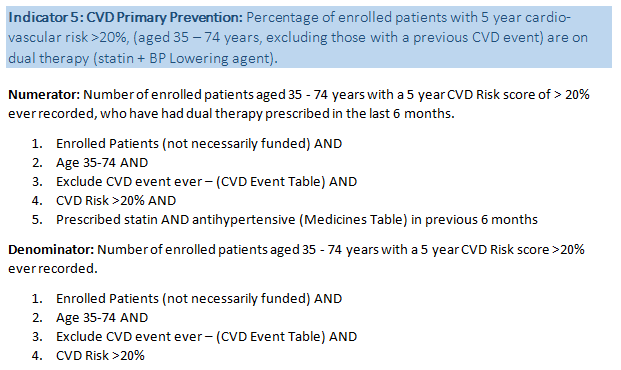 Indicator 5: CVD Primary Prevention: Percentage of enrolled patients with 5 year cardio-
vascular risk >20%, (aged 35 – 74 years, excluding those with a previous CVD event) are on
dual therapy (statin + BP Lowering agent).
Numerator: Number of enrolled patients aged 35 - 74 years with a 5 year CVD Risk score of > 20%
ever recorded, who have had dual therapy prescribed in the last 6 months.
1. Enrolled Patients (not necessarily funded) AND
2. Age 35-74 AND
3. Exclude CVD event ever – (CVD Event Table) AND
4. CVD Risk >20% AND
5. Prescribed statin AND antihypertensive (Medicines Table) in previous 6 months
Denominator: Number of enrolled patients aged 35 - 74 years with a 5 year CVD Risk score >20%
ever recorded.
1. Enrolled Patients (not necessarily funded) AND
2. Age 35-74 AND
3. Exclude CVD event ever – (CVD Event Table) AND
4. CVD Risk >20%